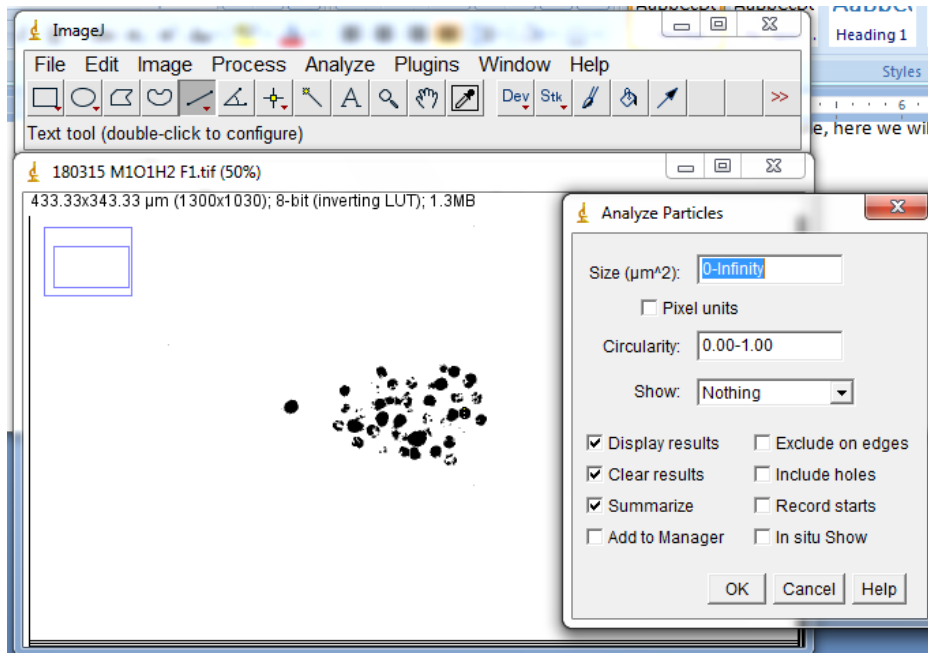 AaBbCc
Heading 1
Styles
ImageJ
File Edit Image Process Analyze Plugins Window Help
A Dev Stk >>
Text tool (double-click to configure)
6
e, here we wil
180315 M1O1H2 F1.tif (50%)
433.33x343.33 µm (1300x1030); 8-bit (inverting LUT); 1.3MB
Analyze Particles
Size (µm^2): 0-Infinity
Pixel units
Circularity: 0.00-1.00
Show: Nothing
Display results Exclude on edges
Clear results Include holes
Summarize Record starts
Add to Manager In situ Show
OK Cancel Help